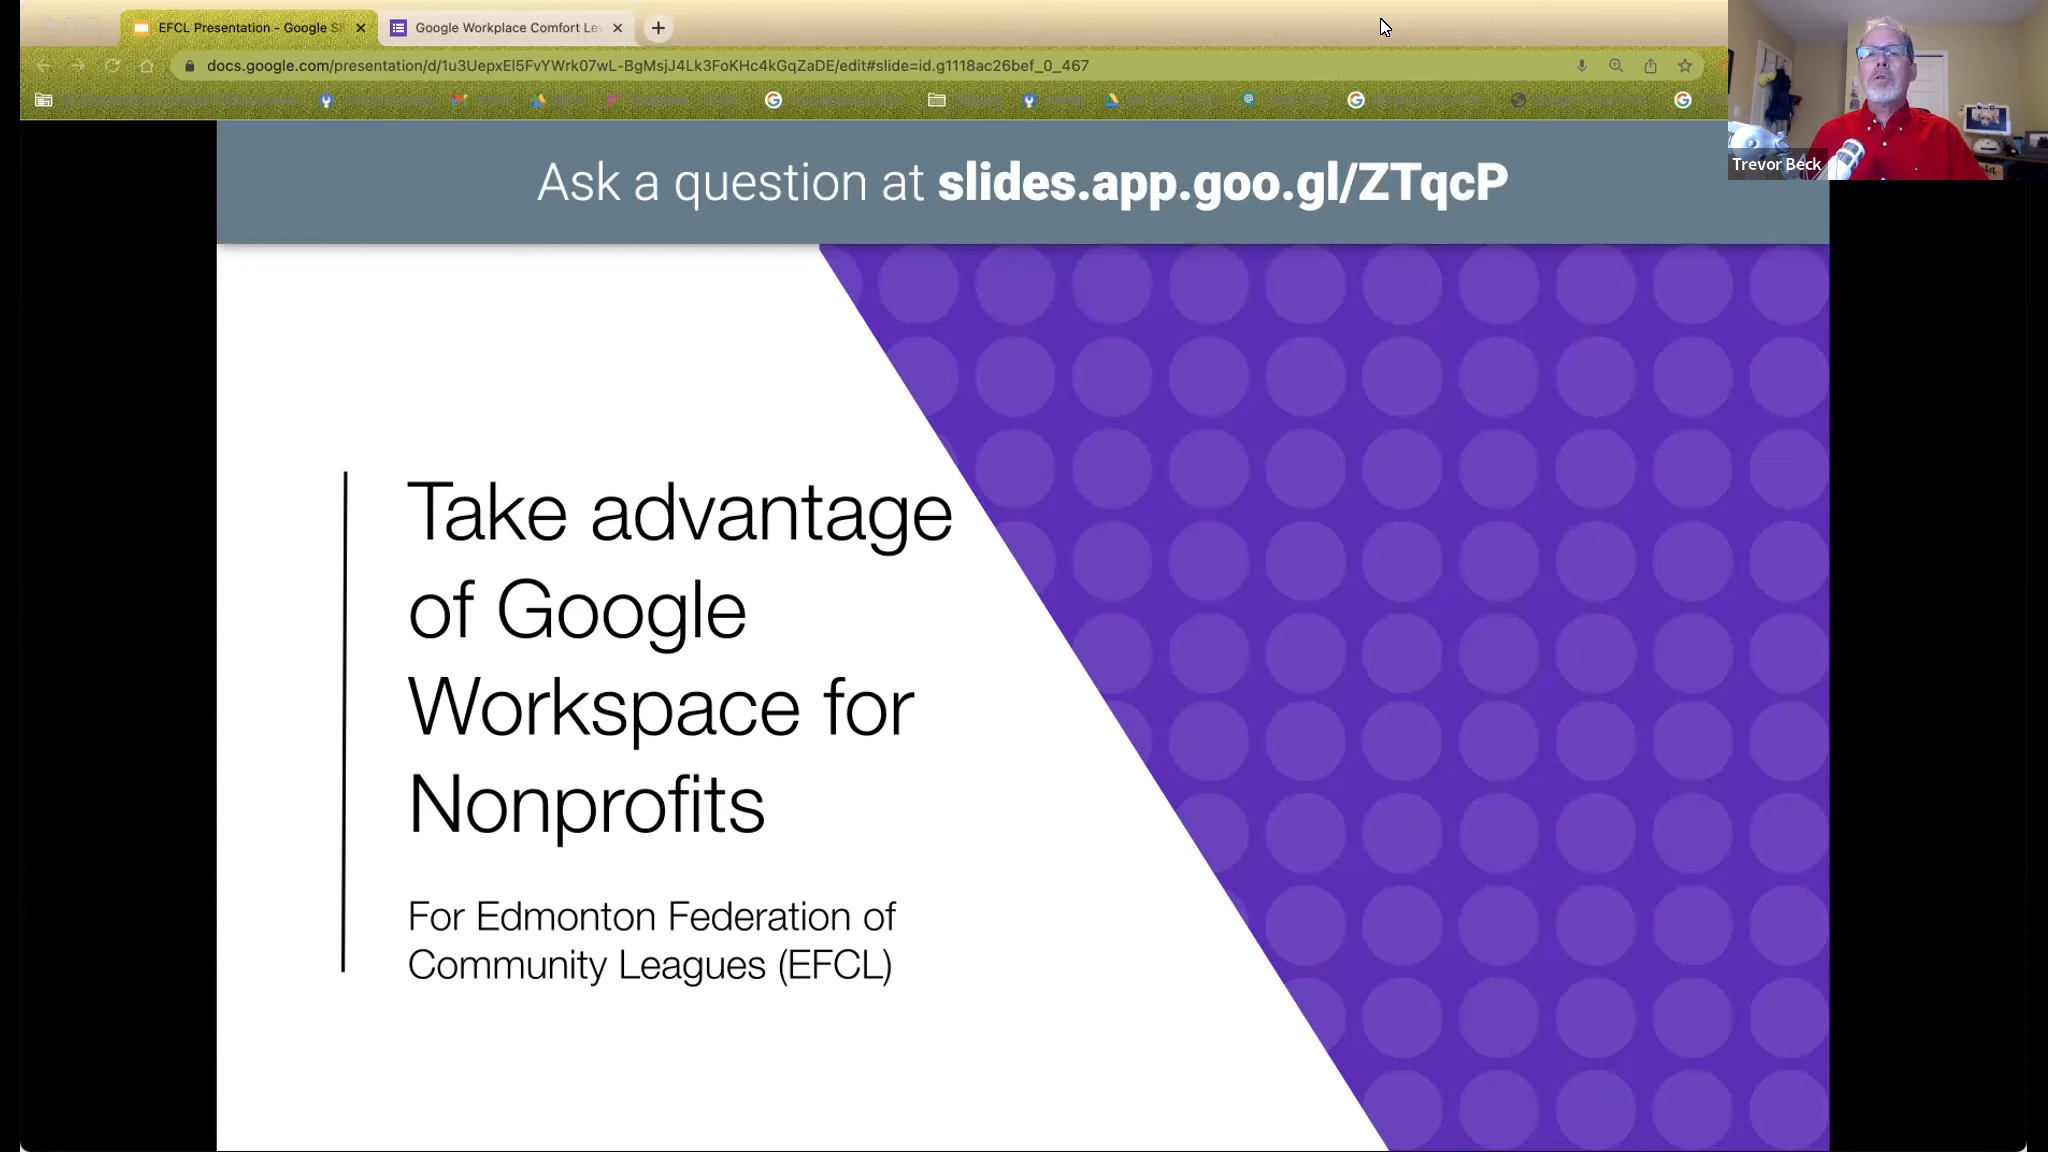 EFCL Presentation - Google Sl
Google Workplace Comfort Le
docs.google.com/presentation/d/1u3UepxEl5FvYWrk07wL-BgMsjJ4Lk3FoKHc4kGqZaDE/edit#slide=id.g1118ac26bef_0_467
Trevor Beck
Ask a question at slides.app.goo.gl/ZTqcP
Take advantage
of Google
Workspace for
Nonprofits
For Edmonton Federation of
Community Leagues (EFCL)